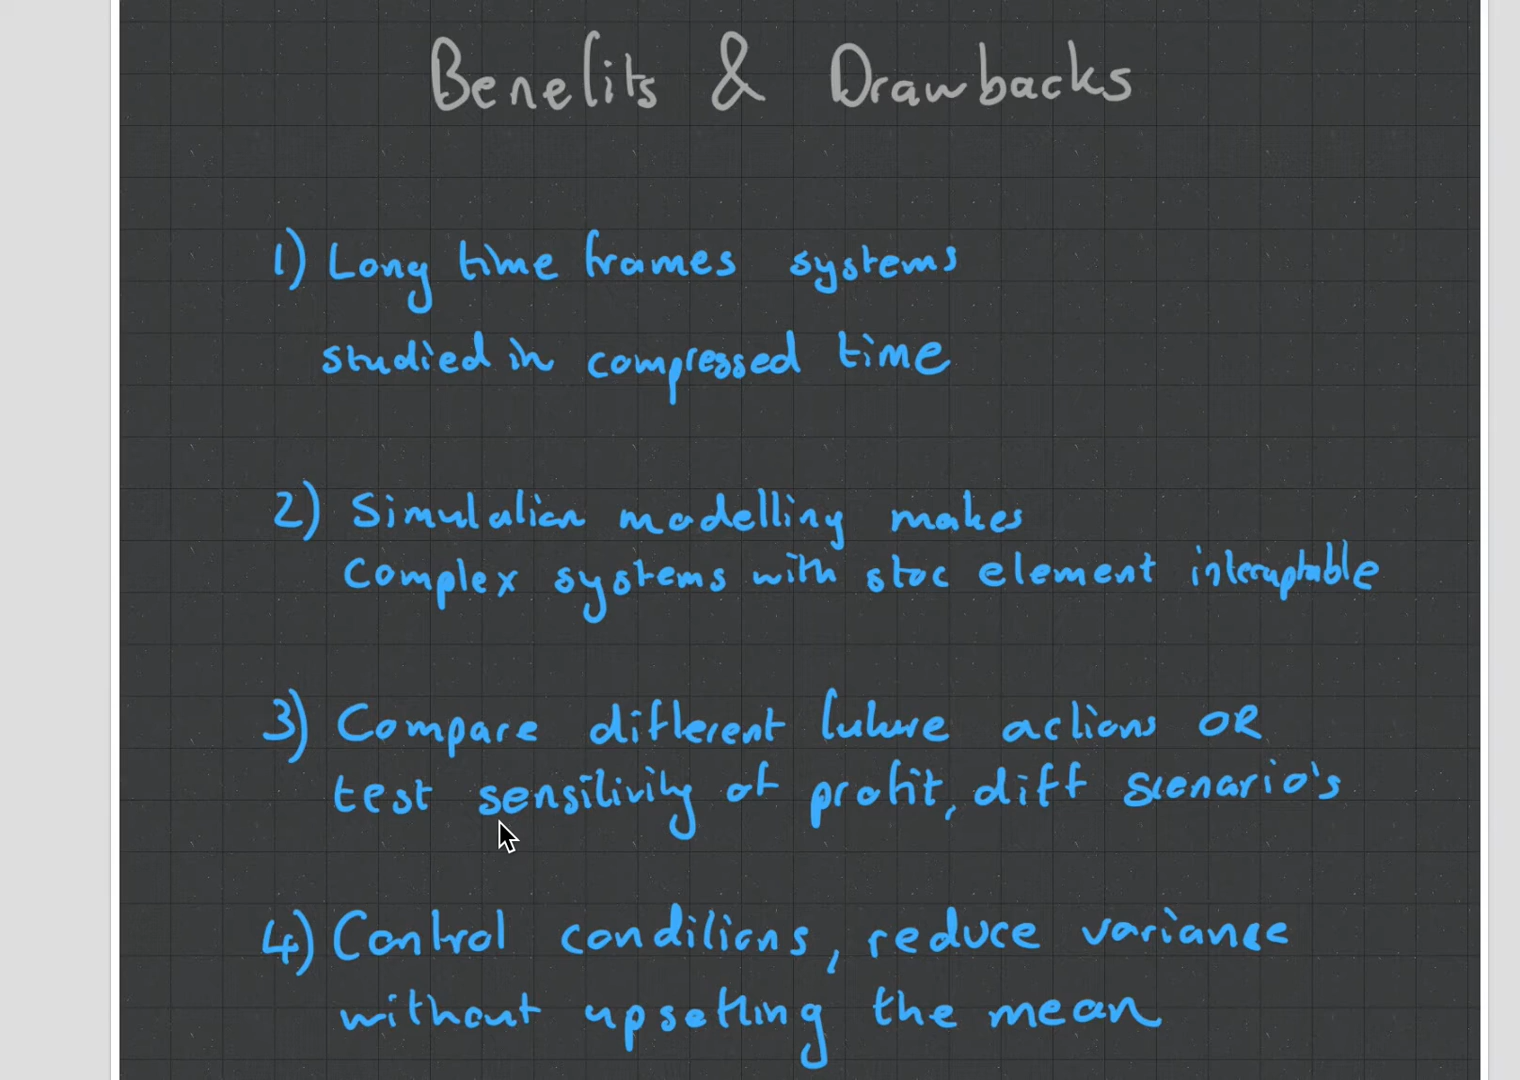 Benefits & Drawbacks
1) Long time frames systems
studied in compressed time
2) Simulation modelling makes
Complex systems with stoc element interuptable
3) Compare different future actions OR
test sensitivity of profit, diff scenario's
4) Control conditions, reduce variance
without upsetting the mean